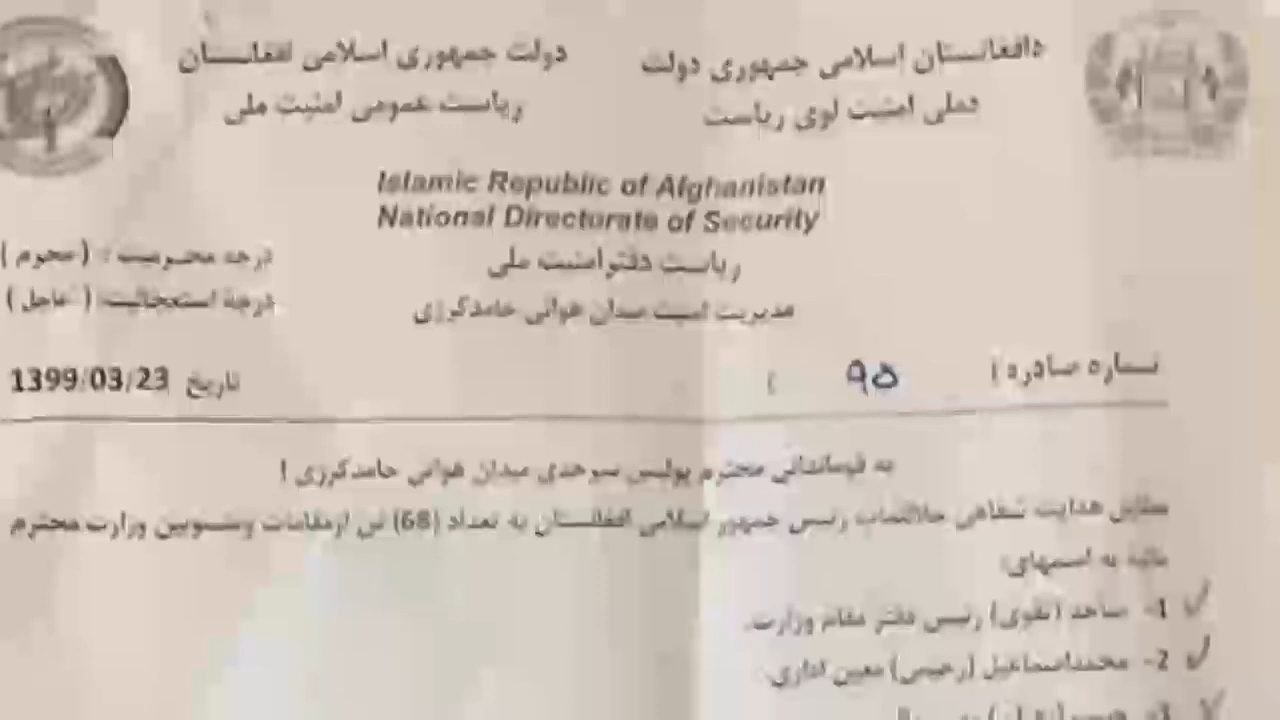 دافغانستان اسلامی جمهوری دولت
دملی امنیت لوی ریاست
دولت جمهوری اسلامی افغانستان
ریاست عمومی امنیت ملی
Islamic Republic of Afghanistan
National Directorate of Security
ریاست دفتر امنیت ملی
مدیریت امنیت میدان هوائی حامدکرزی
درجه محرمیت : ( محرم )
درجه استعجالیت ( عاجل )
شماره صادره ( ۹۵ )
تاریخ 1399/03/23
به قوماندانی محترم پولیس سرحدی میدان هوائی حامدکرزی !
مطابق هدایت شفاهی جلالتماب رئیس جمهور اسلامی افغانستان به تعداد (68) تن ازمقامات ومنسوبین وزارت محترم
مالیه به اسمهای:
1- ساجد (نقوی) رئیس دفتر مقام وزارت.
2- محمداسماعیل (رحیمی) معین اداری.
3-